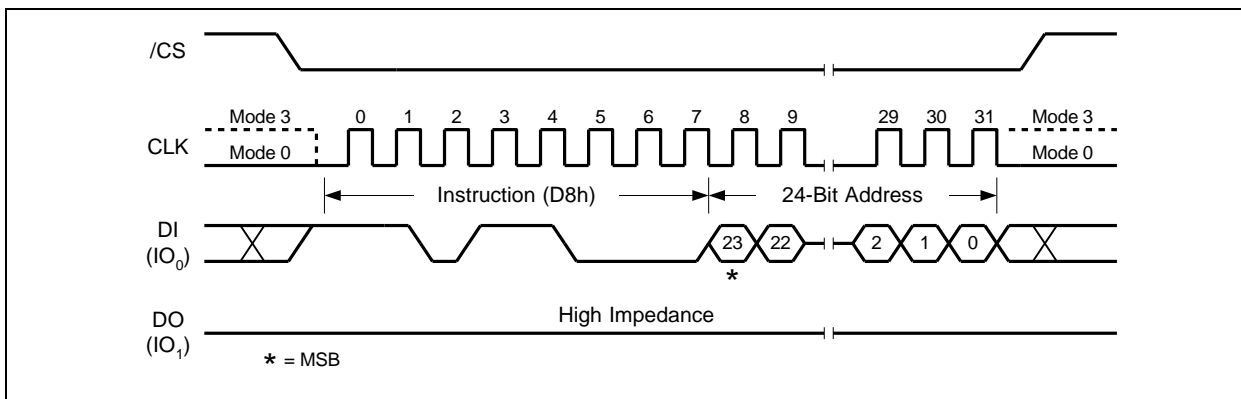 /CS
Mode 3 0 1 2 3 4 5 6 7 8 9 29 30 31 Mode 3
CLK Mode 0 Mode 0
Instruction (D8h) 24-Bit Address
DI
(IO₀) 23 22 2 1 0
*
DO High Impedance
(IO₁)
* = MSB